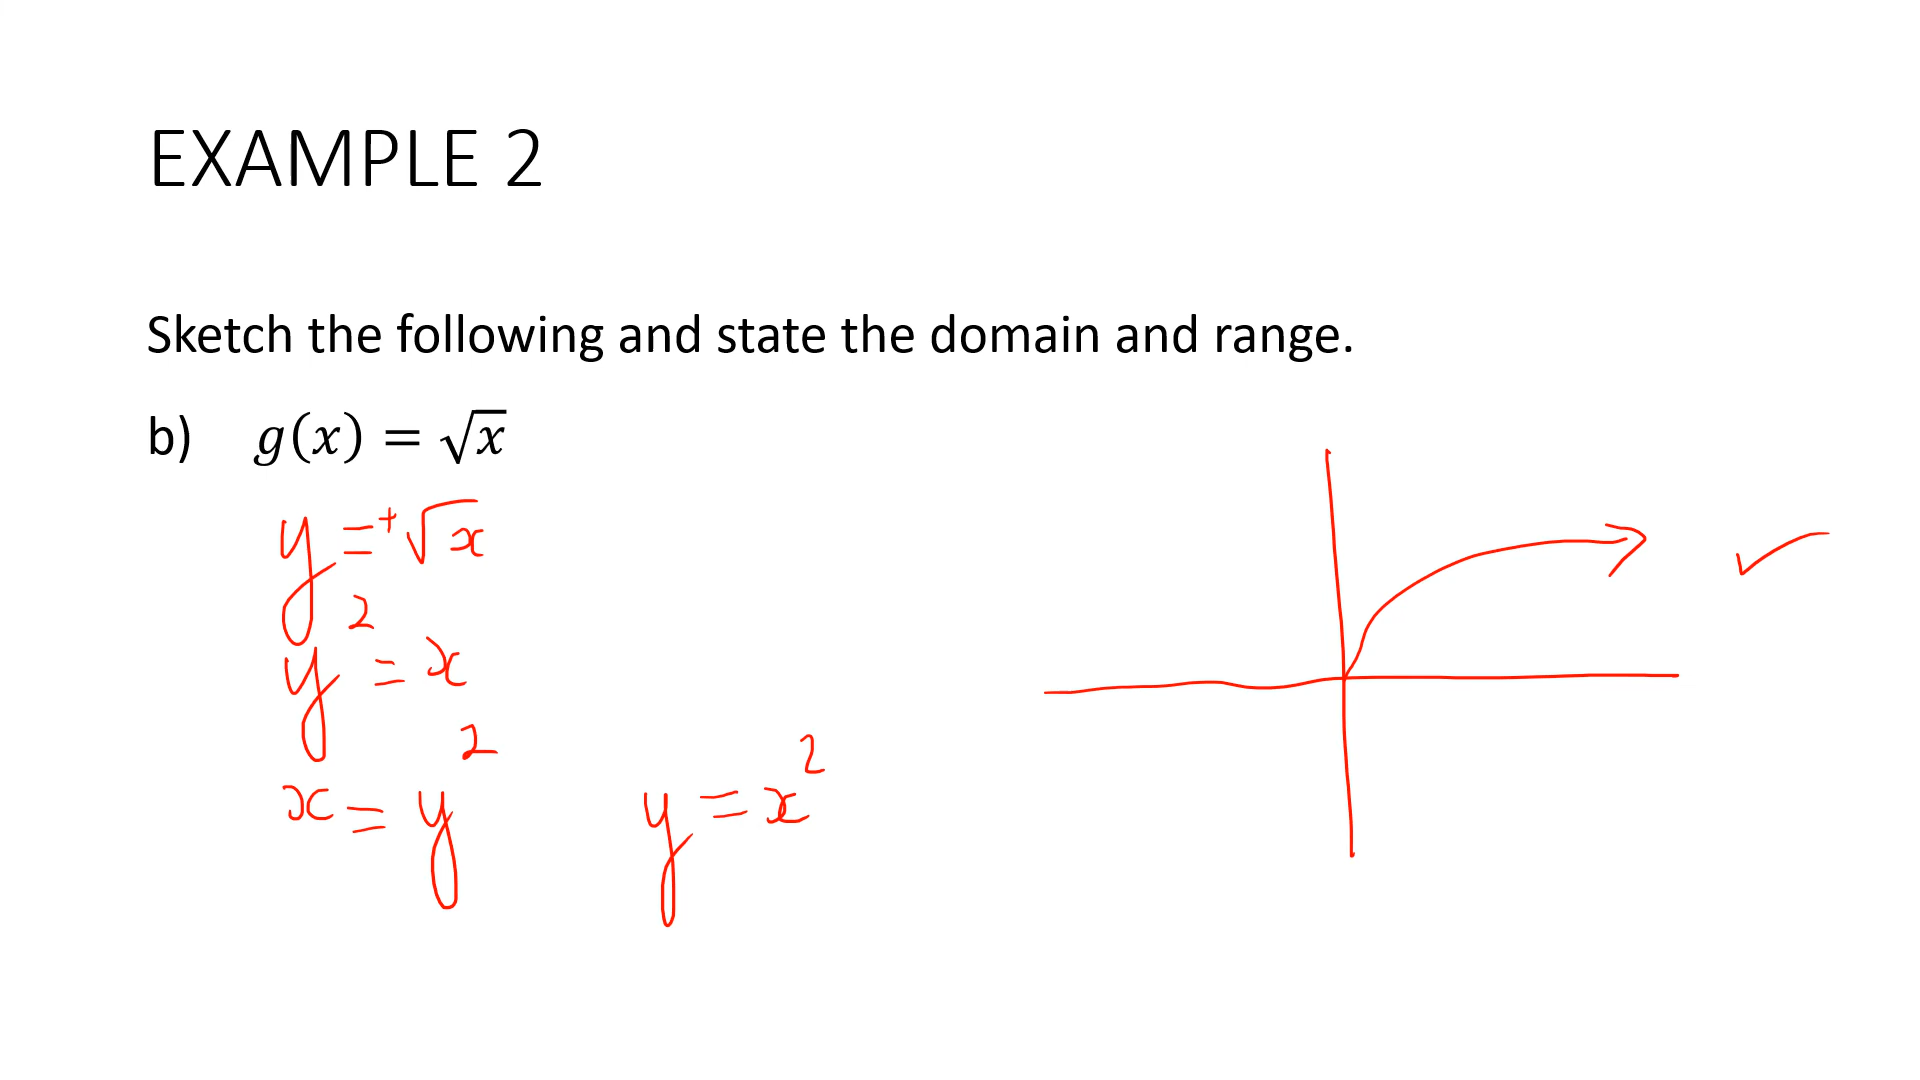 EXAMPLE 2
Sketch the following and state the domain and range.
b) g(x) = √x
y = +√x
y² = x
x = y² y = x²